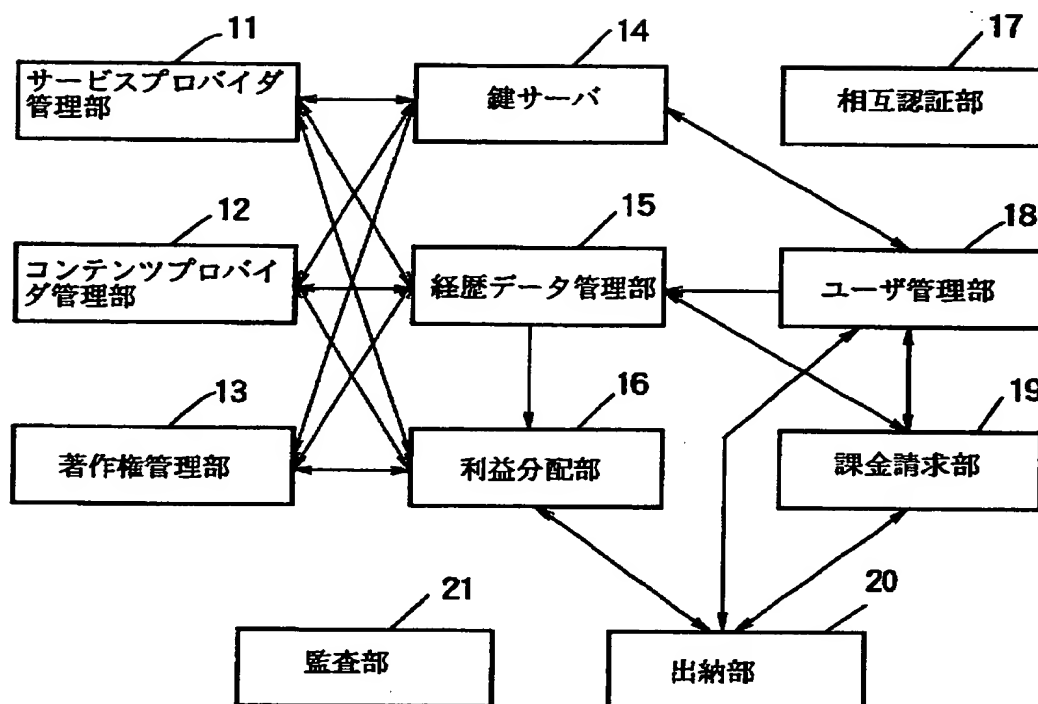 11
サービスプロバイダ
管理部
14
鍵サーバ
17
相互認証部
12
コンテンツプロバイ
ダ管理部
15
経歴データ管理部
18
ユーザ管理部
13
著作権管理部
16
利益分配部
19
課金請求部
21
監査部
20
出納部